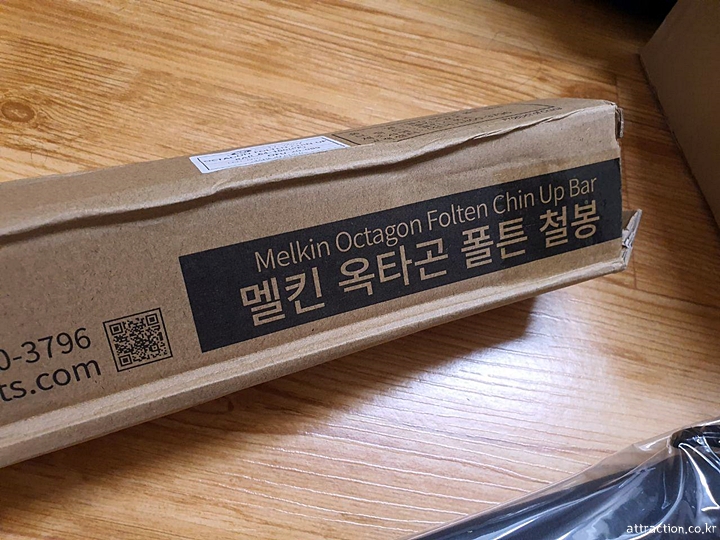 Melkin Octagon Folten Chin Up Bar
멜킨 옥타곤 폴튼 철봉
0-3796
ts.com
attraction.co.kr